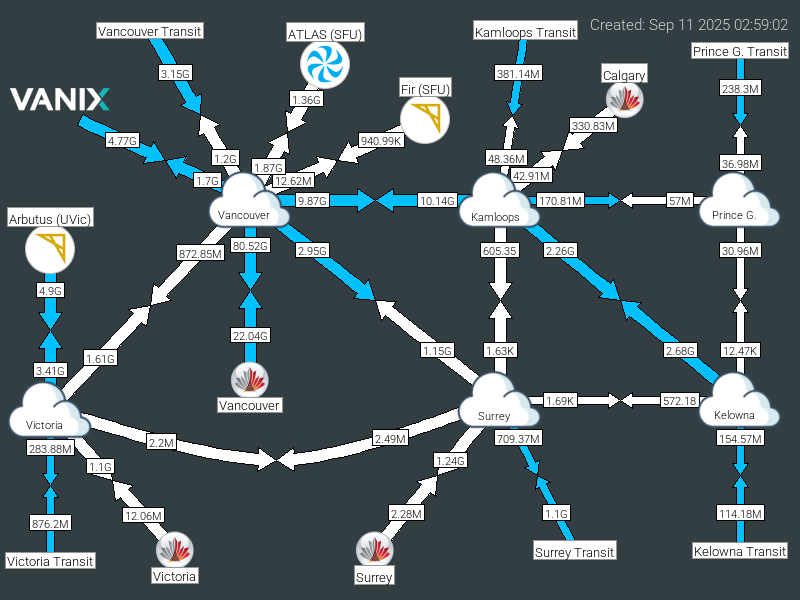 Created: Sep 11 2025 02:59:02
Vancouver Transit
ATLAS (SFU)
Kamloops Transit
Prince G. Transit
3.15G
381.14M
Calgary
238.3M
VANIX
1.36G
Fir (SFU)
330.83M
4.77G
940.99K
1.2G
1.87G
48.36M
36.98M
1.7G
12.62M
42.91M
9.87G
10.14G
170.81M
57M
Vancouver
Kamloops
Prince G.
Arbutus (UVic)
872.85M
80.52G
2.95G
605.35
2.26G
30.96M
4.9G
22.04G
1.61G
1.15G
1.63K
2.68G
12.47K
3.41G
Vancouver
1.69K
572.18
Victoria
Surrey
Kelowna
283.88M
2.2M
2.49M
709.37M
154.57M
1.1G
1.24G
876.2M
12.06M
2.28M
1.1G
114.18M
Victoria Transit
Victoria
Surrey
Surrey Transit
Kelowna Transit